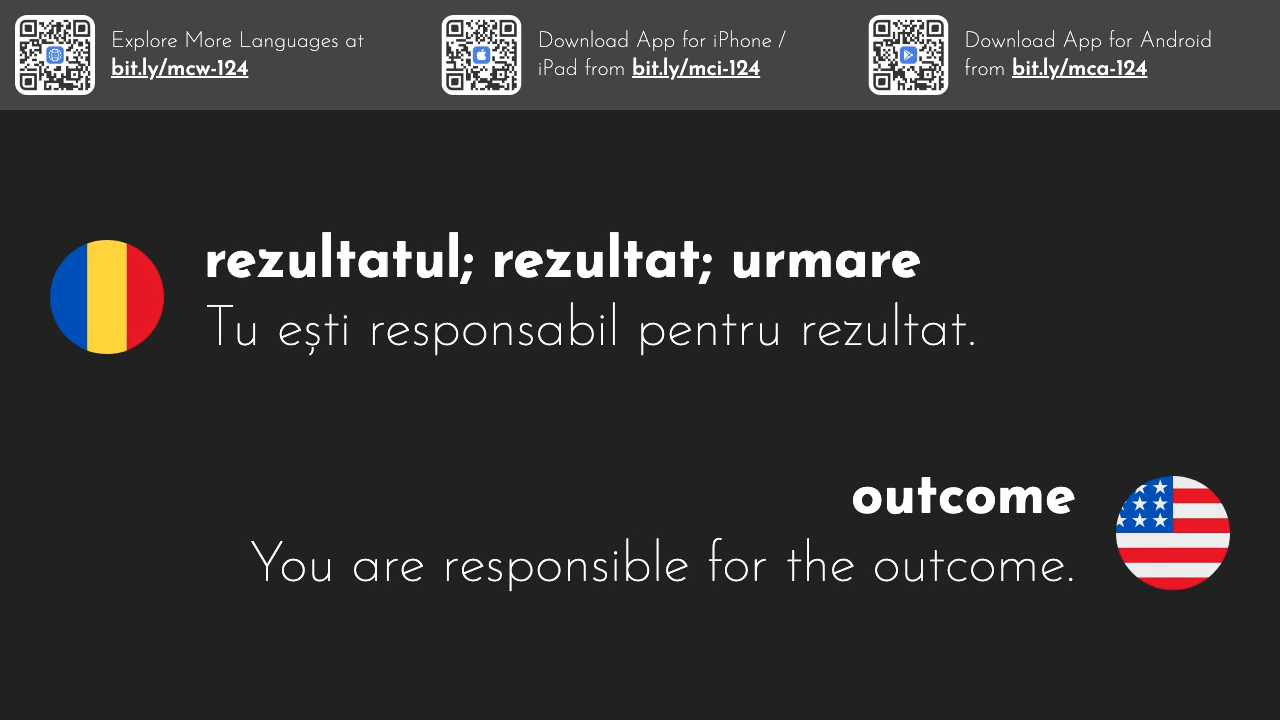 Explore More Languages at
bit.ly/mcw-124
Download App for iPhone /
iPad from bit.ly/mci-124
Download App for Android
from bit.ly/mca-124
rezultatul; rezultat; urmare
Tu ești responsabil pentru rezultat.
outcome
You are responsible for the outcome.